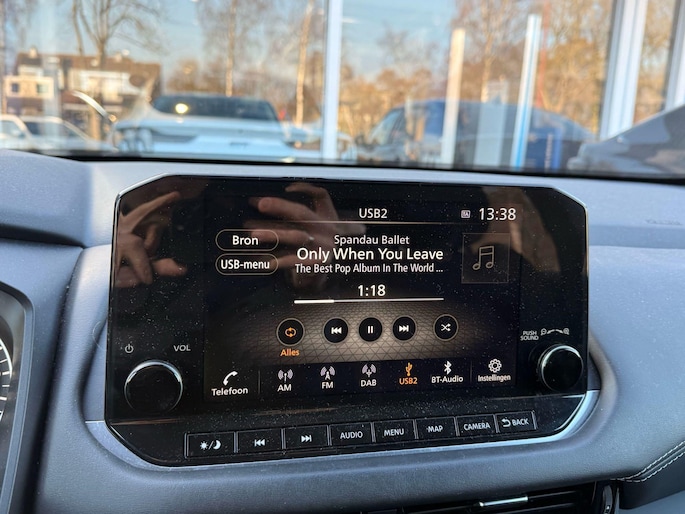 USB2
13:38
Bron
Spandau Ballet
Only When You Leave
USB-menu
The Best Pop Album In The World ...
1:18
Alles
VOL
PUSH
SOUND
Telefoon
AM
FM
DAB
USB2
BT-Audio
Instellingen
AUDIO
MENU
MAP
CAMERA
BACK